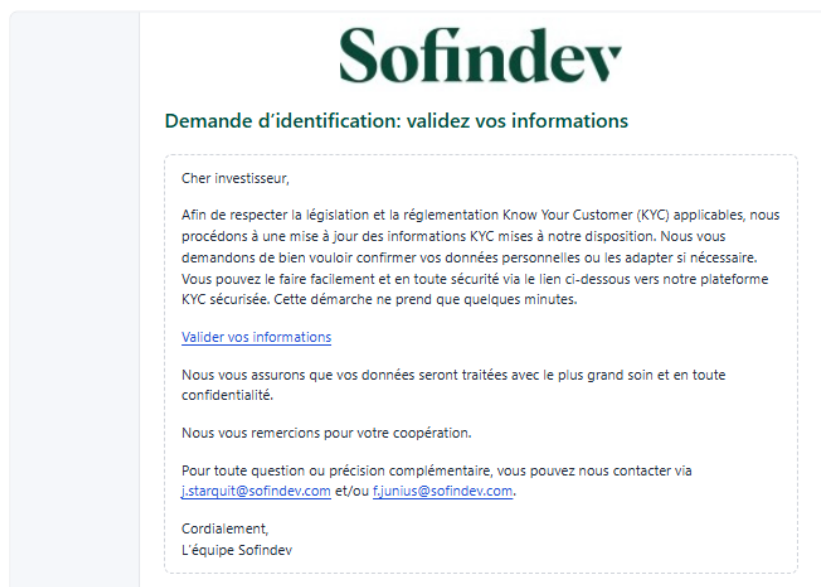 Sofindev
Demande d’identification: validez vos informations
Cher investisseur,
Afin de respecter la législation et la réglementation Know Your Customer (KYC) applicables, nous
procédons à une mise à jour des informations KYC mises à notre disposition. Nous vous
demandons de bien vouloir confirmer vos données personnelles ou les adapter si nécessaire.
Vous pouvez le faire facilement et en toute sécurité via le lien ci-dessous vers notre plateforme
KYC sécurisée. Cette démarche ne prend que quelques minutes.
Valider vos informations
Nous vous assurons que vos données seront traitées avec le plus grand soin et en toute
confidentialité.
Nous vous remercions pour votre coopération.
Pour toute question ou précision complémentaire, vous pouvez nous contacter via
j.starquit@sofindev.com et/ou f.junius@sofindev.com.
Cordialement,
L'équipe Sofindev